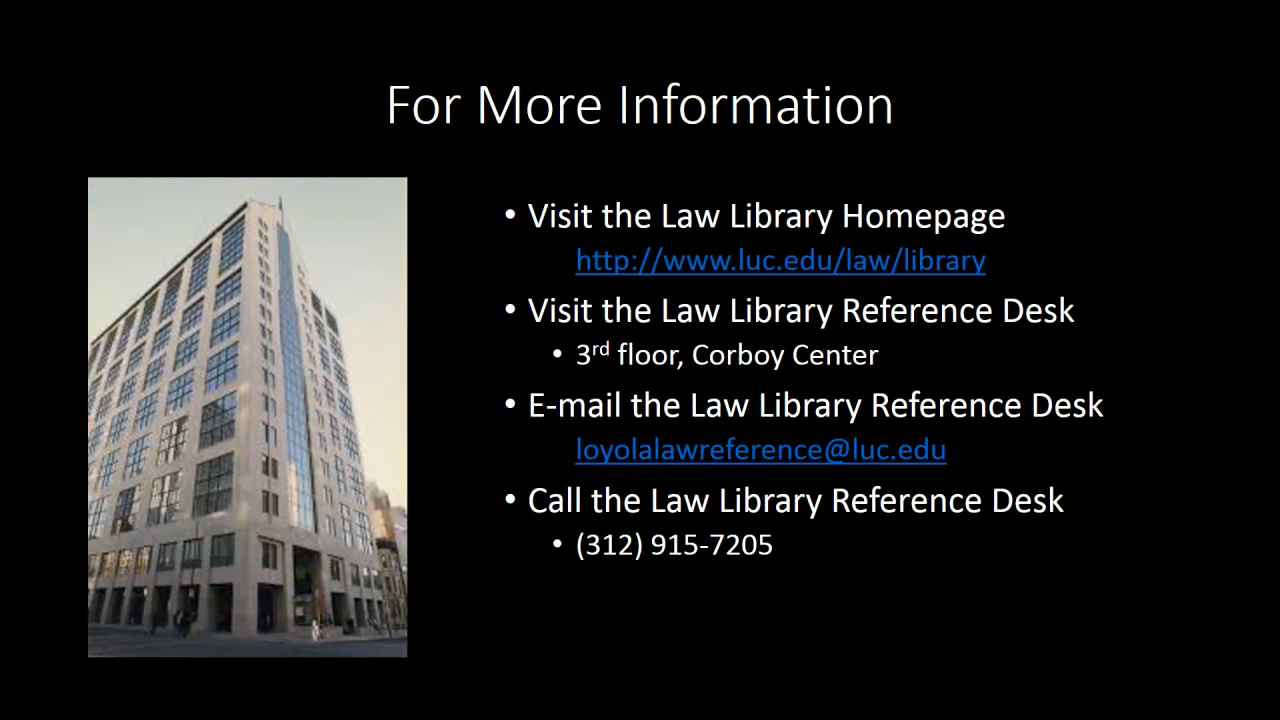 For More Information
• Visit the Law Library Homepage
http://www.luc.edu/law/library
• Visit the Law Library Reference Desk
• 3rd floor, Corboy Center
• E-mail the Law Library Reference Desk
loyolalawreference@luc.edu
• Call the Law Library Reference Desk
• (312) 915-7205